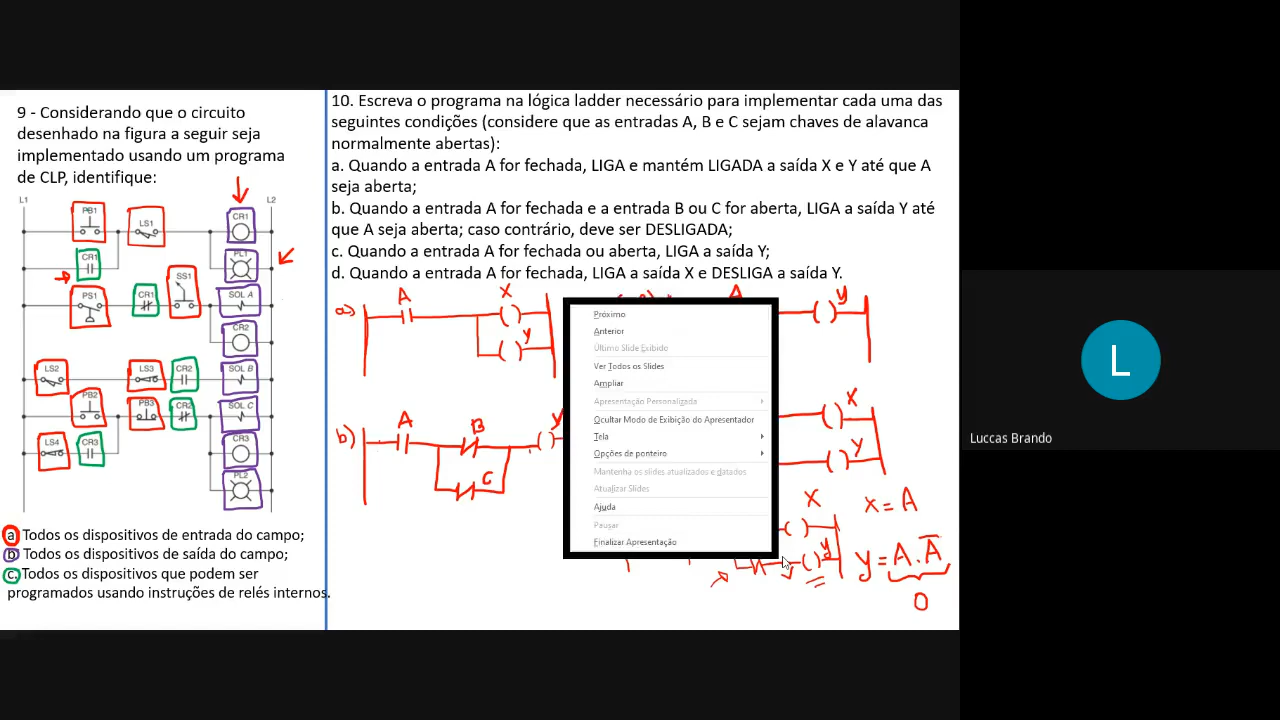 9 - Considerando que o circuito
desenhado na figura a seguir seja
implementado usando um programa
de CLP, identifique:
L1
L2
PB1
LS1
CR1
CR1
PL1
PS1
CR1
SS1
SOL A
CR2
LS2
LS3
CR2
SOL B
PB2
PB3
CR2
SOL C
LS4
CR3
CR3
PL2
a Todos os dispositivos de entrada do campo;
b Todos os dispositivos de saída do campo;
c. Todos os dispositivos que podem ser
programados usando instruções de relés internos.
10. Escreva o programa na lógica ladder necessário para implementar cada uma das
seguintes condições (considere que as entradas A, B e C sejam chaves de alavanca
normalmente abertas):
a. Quando a entrada A for fechada, LIGA e mantém LIGADA a saída X e Y até que A
seja aberta;
b. Quando a entrada A for fechada e a entrada B ou C for aberta, LIGA a saída Y até
que A seja aberta; caso contrário, deve ser DESLIGADA;
c. Quando a entrada A for fechada ou aberta, LIGA a saída Y;
d. Quando a entrada A for fechada, LIGA a saída X e DESLIGA a saída Y.
a)
A
X
Y
A
Y
b)
A
B
Y
C
X
Y
X
Y
X = A
Y = A . A̅
0
Próximo
Anterior
Último Slide Exibido
Ver Todos os Slides
Ampliar
Apresentação Personalizada
Ocultar Modo de Exibição do Apresentador
Tela
Opções de ponteiro
Mantenha os slides atualizados e datados
Atualizar Slides
Ajuda
Pausar
Finalizar Apresentação
L
Luccas Brando